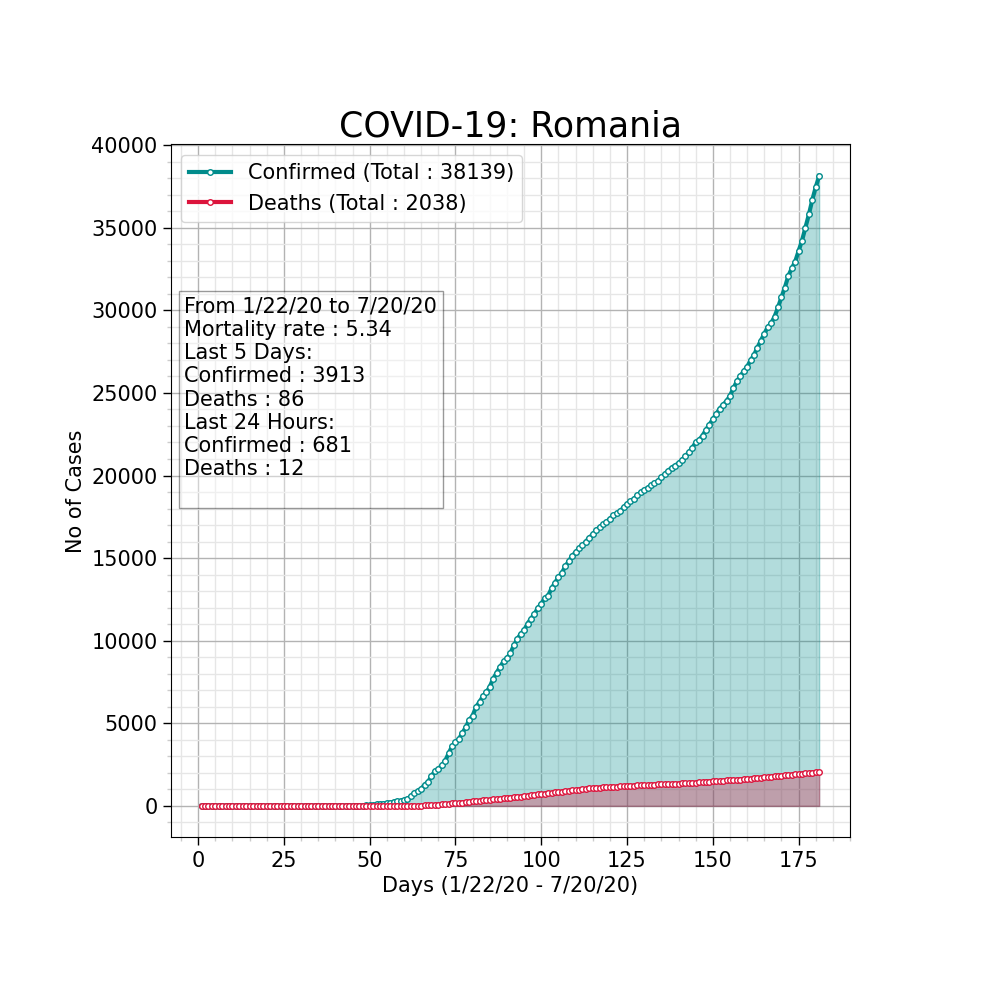 COVID-19: Romania
40000
35000
30000
25000
20000
15000
10000
5000
0
No of Cases
Confirmed (Total : 38139)
Deaths (Total : 2038)
From 1/22/20 to 7/20/20
Mortality rate : 5.34
Last 5 Days:
Confirmed : 3913
Deaths : 86
Last 24 Hours:
Confirmed : 681
Deaths : 12
0 25 50 75 100 125 150 175
Days (1/22/20 - 7/20/20)